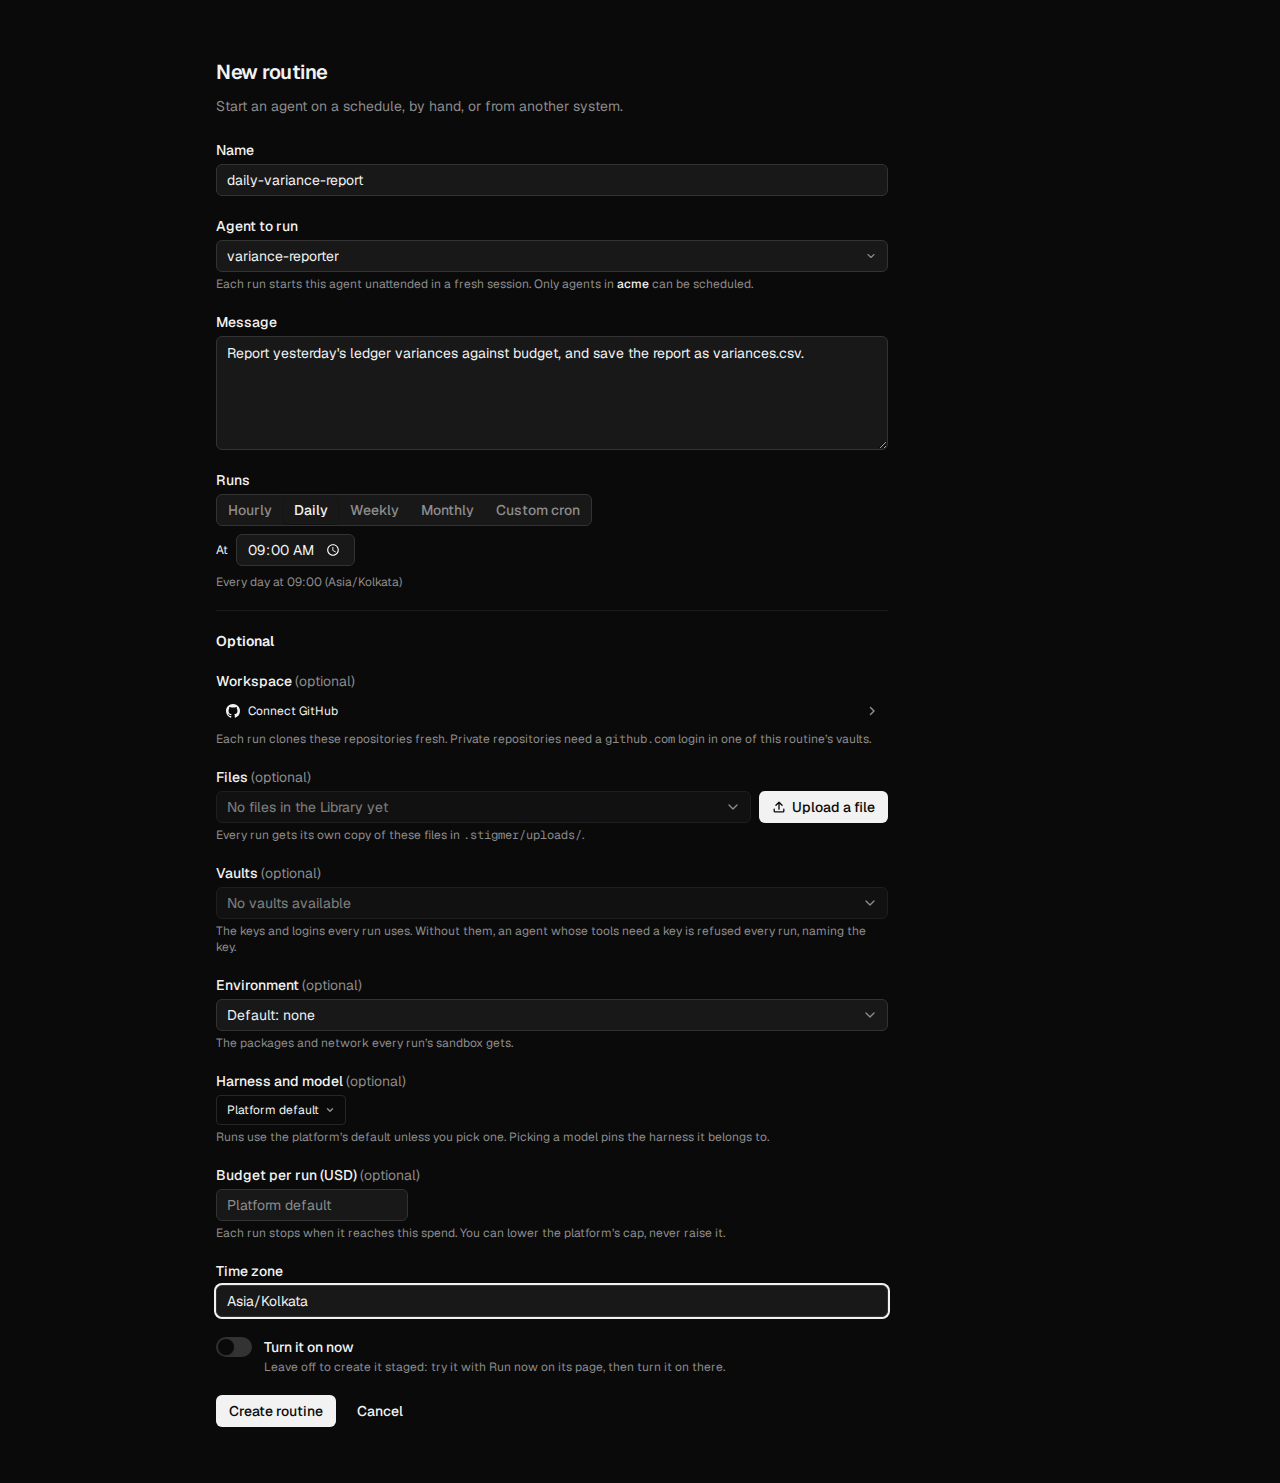 New routine
Start an agent on a schedule, by hand, or from another system.
Name
daily-variance-report
Agent to run
variance-reporter
Each run starts this agent unattended in a fresh session. Only agents in acme can be scheduled.
Message
Report yesterday's ledger variances against budget, and save the report as variances.csv.
Runs
Hourly Daily Weekly Monthly Custom cron
At 09:00 AM
Every day at 09:00 (Asia/Kolkata)
Optional
Workspace (optional)
Connect GitHub
Each run clones these repositories fresh. Private repositories need a github.com login in one of this routine's vaults.
Files (optional)
No files in the Library yet Upload a file
Every run gets its own copy of these files in .stigmer/uploads/.
Vaults (optional)
No vaults available
The keys and logins every run uses. Without them, an agent whose tools need a key is refused every run, naming the
key.
Environment (optional)
Default: none
The packages and network every run's sandbox gets.
Harness and model (optional)
Platform default
Runs use the platform's default unless you pick one. Picking a model pins the harness it belongs to.
Budget per run (USD) (optional)
Platform default
Each run stops when it reaches this spend. You can lower the platform's cap, never raise it.
Time zone
Asia/Kolkata
Turn it on now
Leave off to create it staged: try it with Run now on its page, then turn it on there.
Create routine Cancel